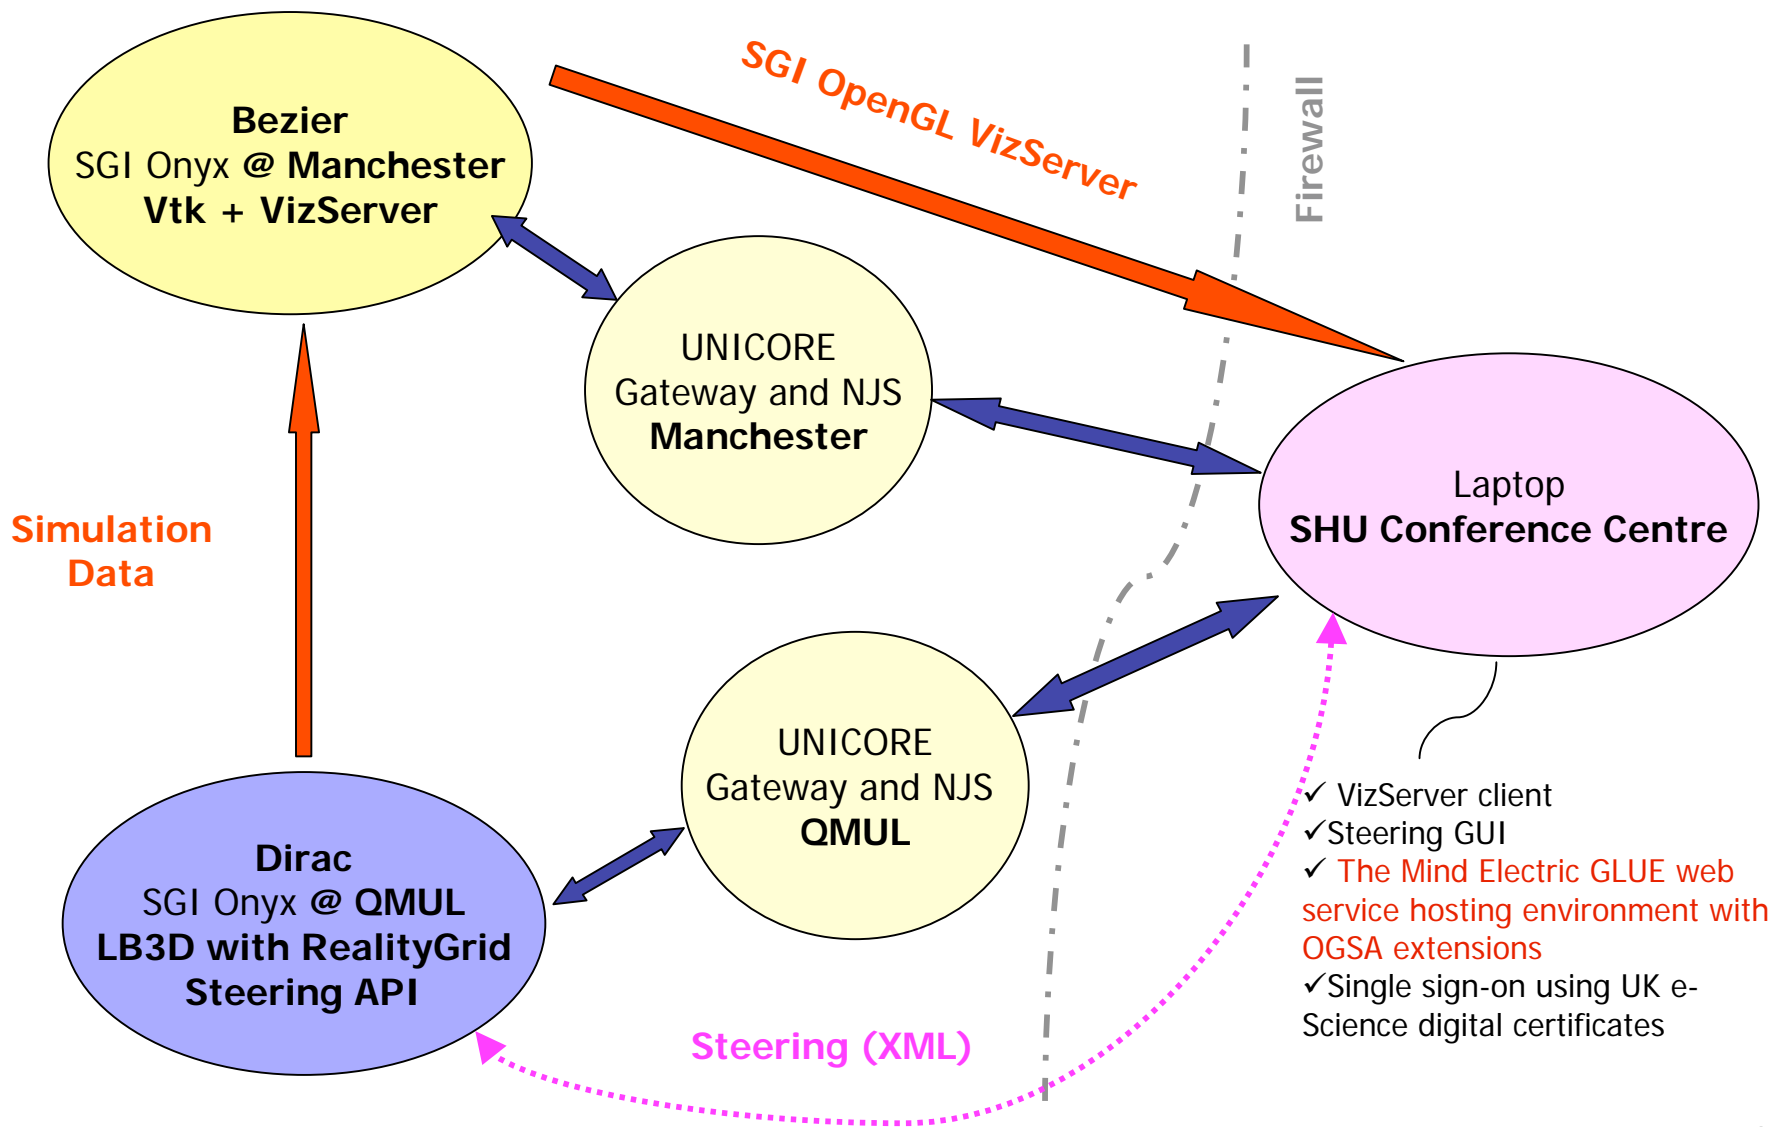 SGI OpenGL VizServer
Firewall
Bezier
SGI Onyx @ Manchester
Vtk + VizServer
UNICORE
Gateway and NJS
Manchester
Laptop
SHU Conference Centre
Simulation
Data
UNICORE
Gateway and NJS
QMUL
Dirac
SGI Onyx @ QMUL
LB3D with RealityGrid
Steering API
Steering (XML)
✓ VizServer client
✓Steering GUI
✓ The Mind Electric GLUE web
service hosting environment with
OGSA extensions
✓Single sign-on using UK e-
Science digital certificates